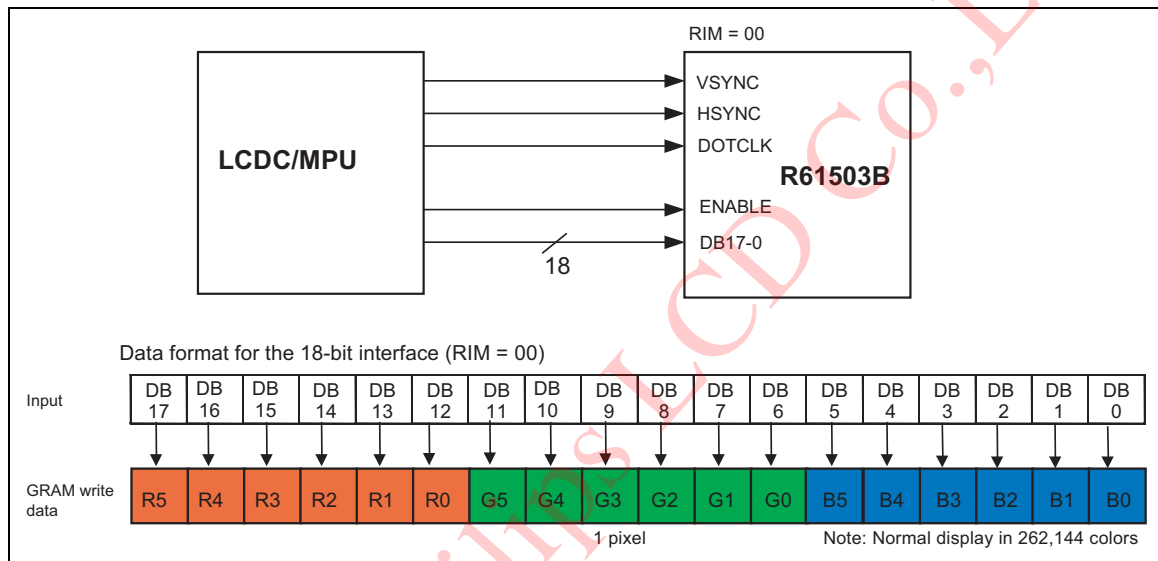 RIM = 00
VSYNC
HSYNC
DOTCLK
LCDC/MPU
R61503B
ENABLE
DB17-0
18
Data format for the 18-bit interface (RIM = 00)
Input
DB 17 DB 16 DB 15 DB 14 DB 13 DB 12 DB 11 DB 10 DB 9 DB 8 DB 7 DB 6 DB 5 DB 4 DB 3 DB 2 DB 1 DB 0
GRAM write data
R5 R4 R3 R2 R1 R0 G5 G4 G3 G2 G1 G0 B5 B4 B3 B2 B1 B0
1 pixel
Note: Normal display in 262,144 colors
LCD Co.,